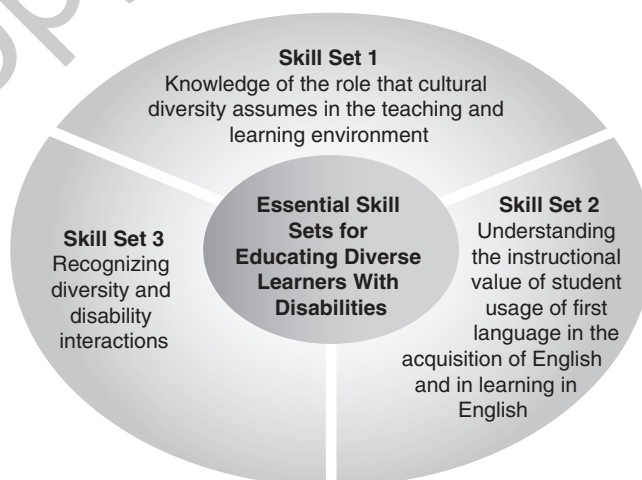 Skill Set 1
Knowledge of the role that cultural
diversity assumes in the teaching and
learning environment
Essential Skill
Sets for
Educating Diverse
Learners With
Disabilities
Skill Set 2
Understanding
the instructional
value of student
usage of first
language in the
acquisition of English
and in learning in
English
Skill Set 3
Recognizing
diversity and
disability
interactions